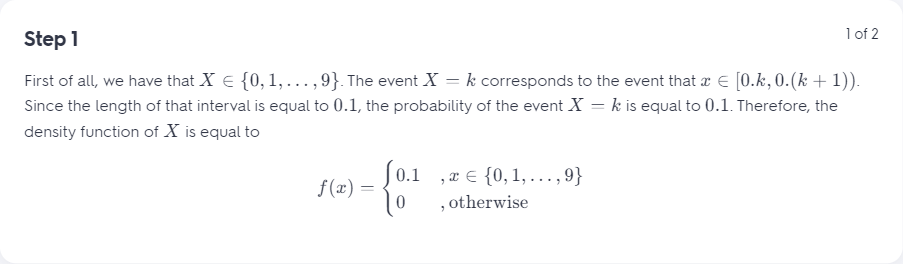 Step 1
1 of 2
First of all, we have that X ∈ {0, 1, . . . , 9}. The event X = k corresponds to the event that x ∈ [0.k, 0.(k + 1)).
Since the length of that interval is equal to 0.1, the probability of the event X = k is equal to 0.1. Therefore, the
density function of X is equal to
f(x) = { 0.1 , x ∈ {0, 1, . . . , 9}
0 , otherwise